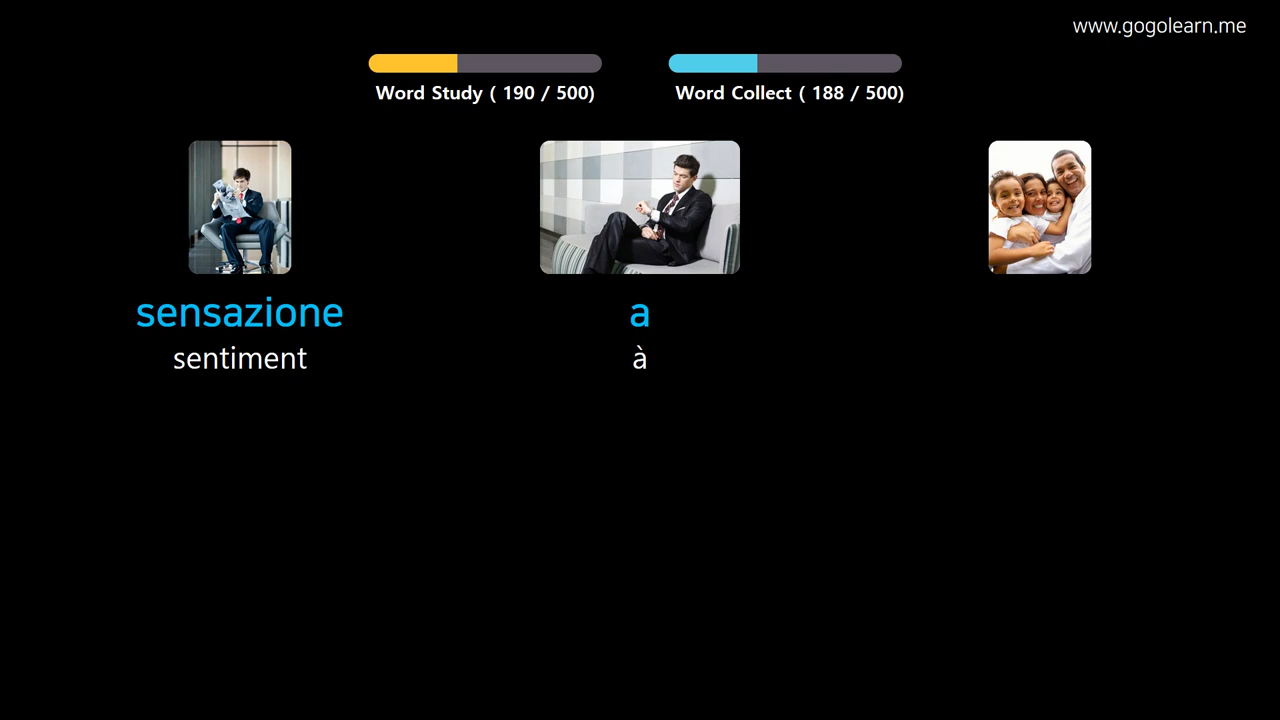 www.gogolearn.me
Word Study ( 190 / 500)
Word Collect ( 188 / 500)
sensazione
sentiment
a
à